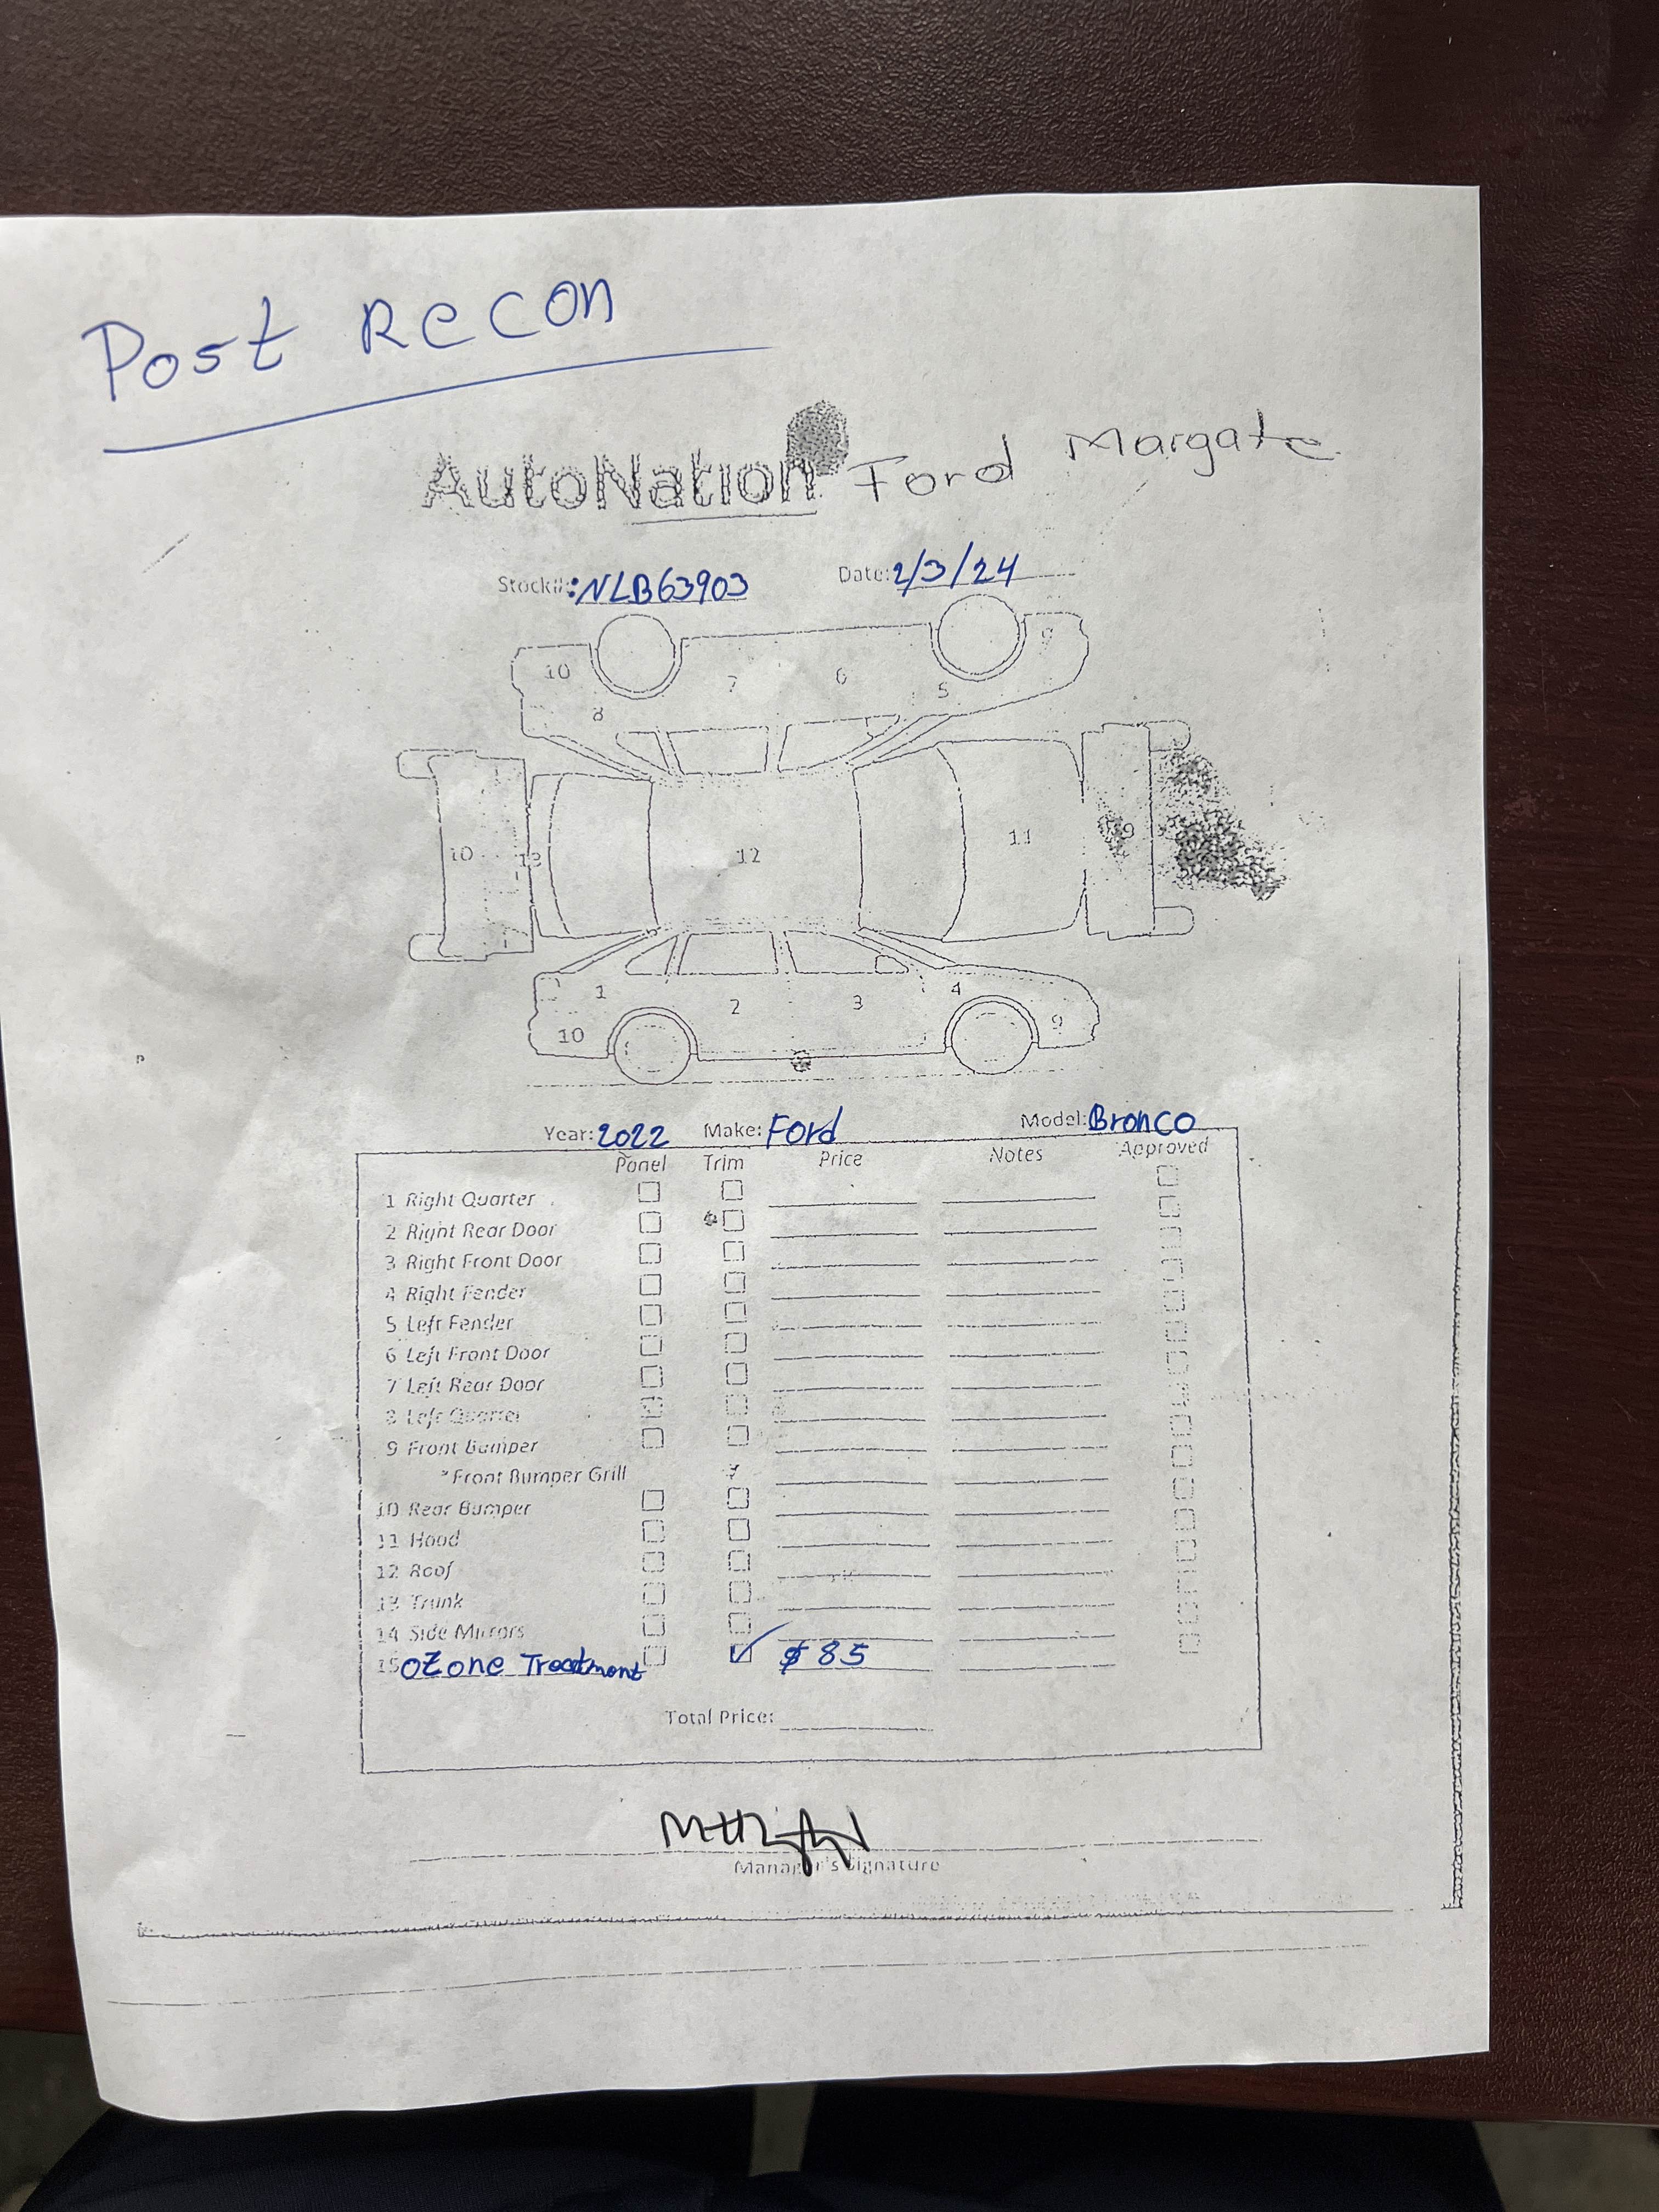 Post Recon
AutoNation Ford Margate
Stock#: NLB63903 Date: 2/3/24
10 7 6 5 9
8
10 13 12 11 9
1 2 3 4
10 9
Year: 2022 Make: Ford Model: Bronco
Panel Trim Price Notes Approved
1 Right Quarter
2 Right Rear Door
3 Right Front Door
4 Right Fender
5 Left Fender
6 Left Front Door
7 Left Rear Door
8 Left Quarter
9 Front Bumper
*Front Bumper Grill
10 Rear Bumper
11 Hood
12 Roof
13 Trunk
14 Side Mirrors
15 Ozone Treatment $85
Total Price:
Manager's Signature